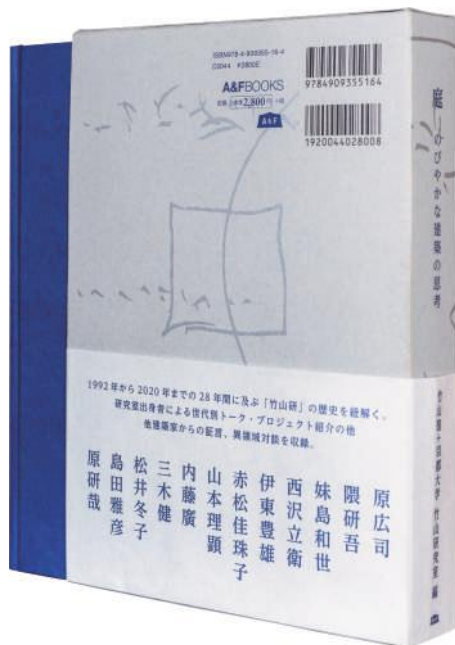 ISBN978-4-909355-16-4
C0044 ¥2800E
A&FBOOKS
定価：本体2,800円＋税
A&F
9784909355164
1920044028008
庭」のびやかな建築の思考
1992年から2020年までの28年間に及ぶ「竹山研」の歴史を紐解く。
研究室出身者による世代別トーク・プロジェクト紹介の他
他建築家からの証言、異領域対談を収録。
原広司
隈研吾
妹島和世
西沢立衛
伊東豊雄
赤松佳珠子
山本理顕
内藤廣
三木健
松井冬子
島田雅彦
原研哉
竹山聖＋京都大学 竹山研究室 編